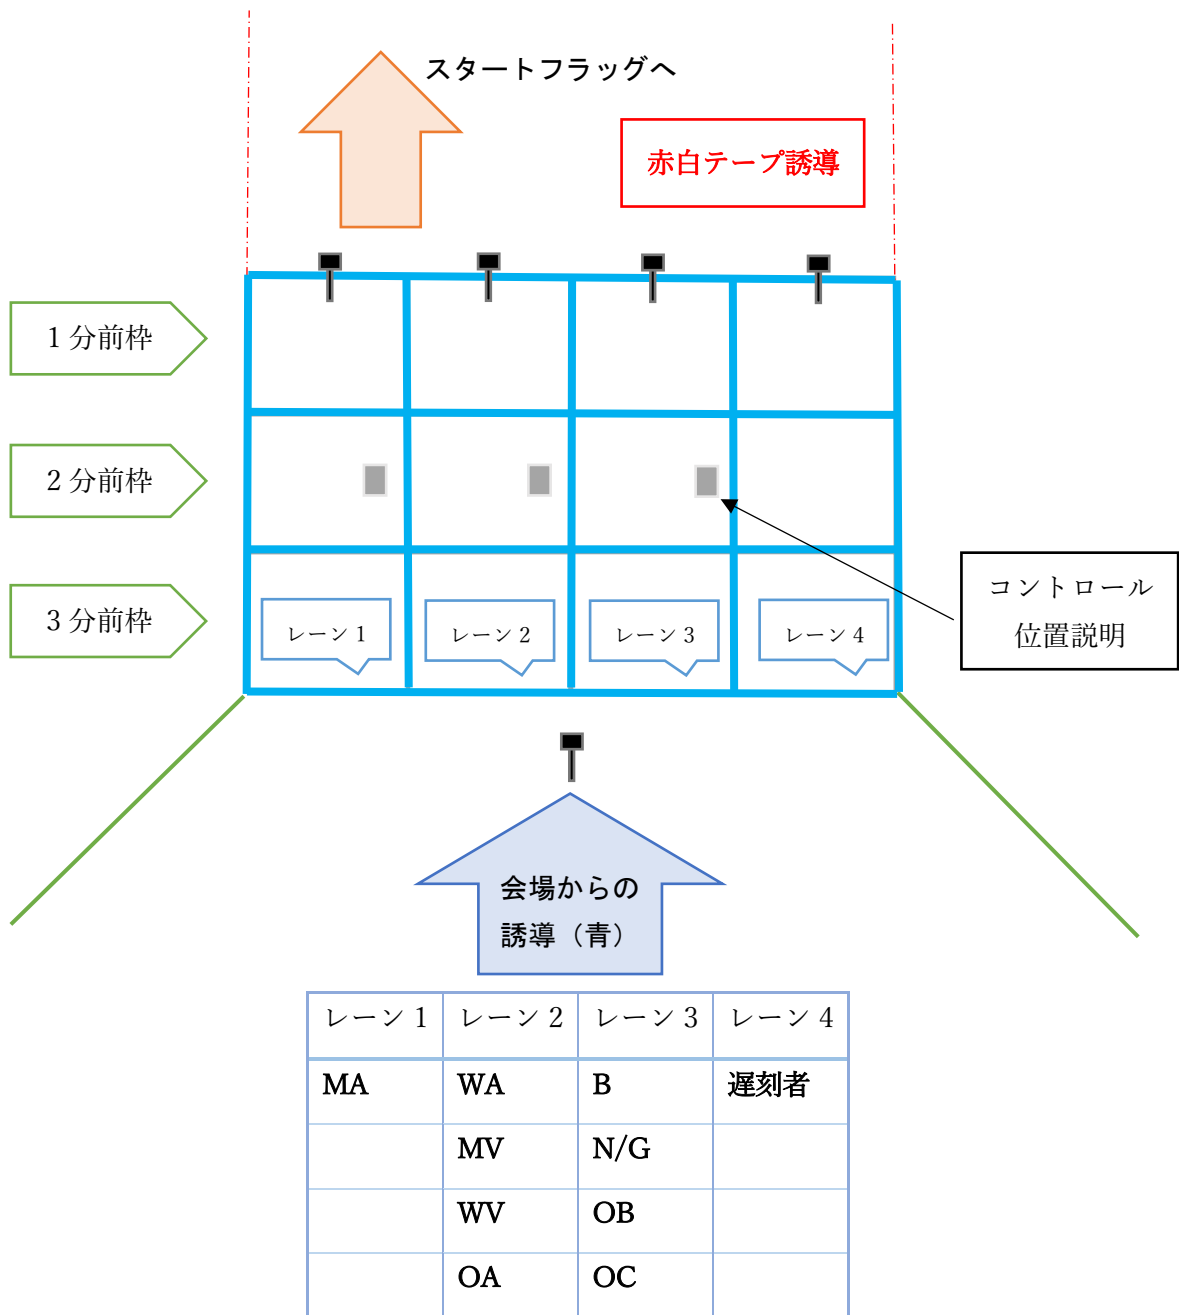 スタートフラッグへ
赤白テープ誘導
1分前枠
2分前枠
3分前枠
レーン1
レーン2
レーン3
レーン4
コントロール
位置説明
会場からの
誘導（青）
レーン1 レーン2 レーン3 レーン4
MA WA B 遅刻者
MV N/G
WV OB
OA OC